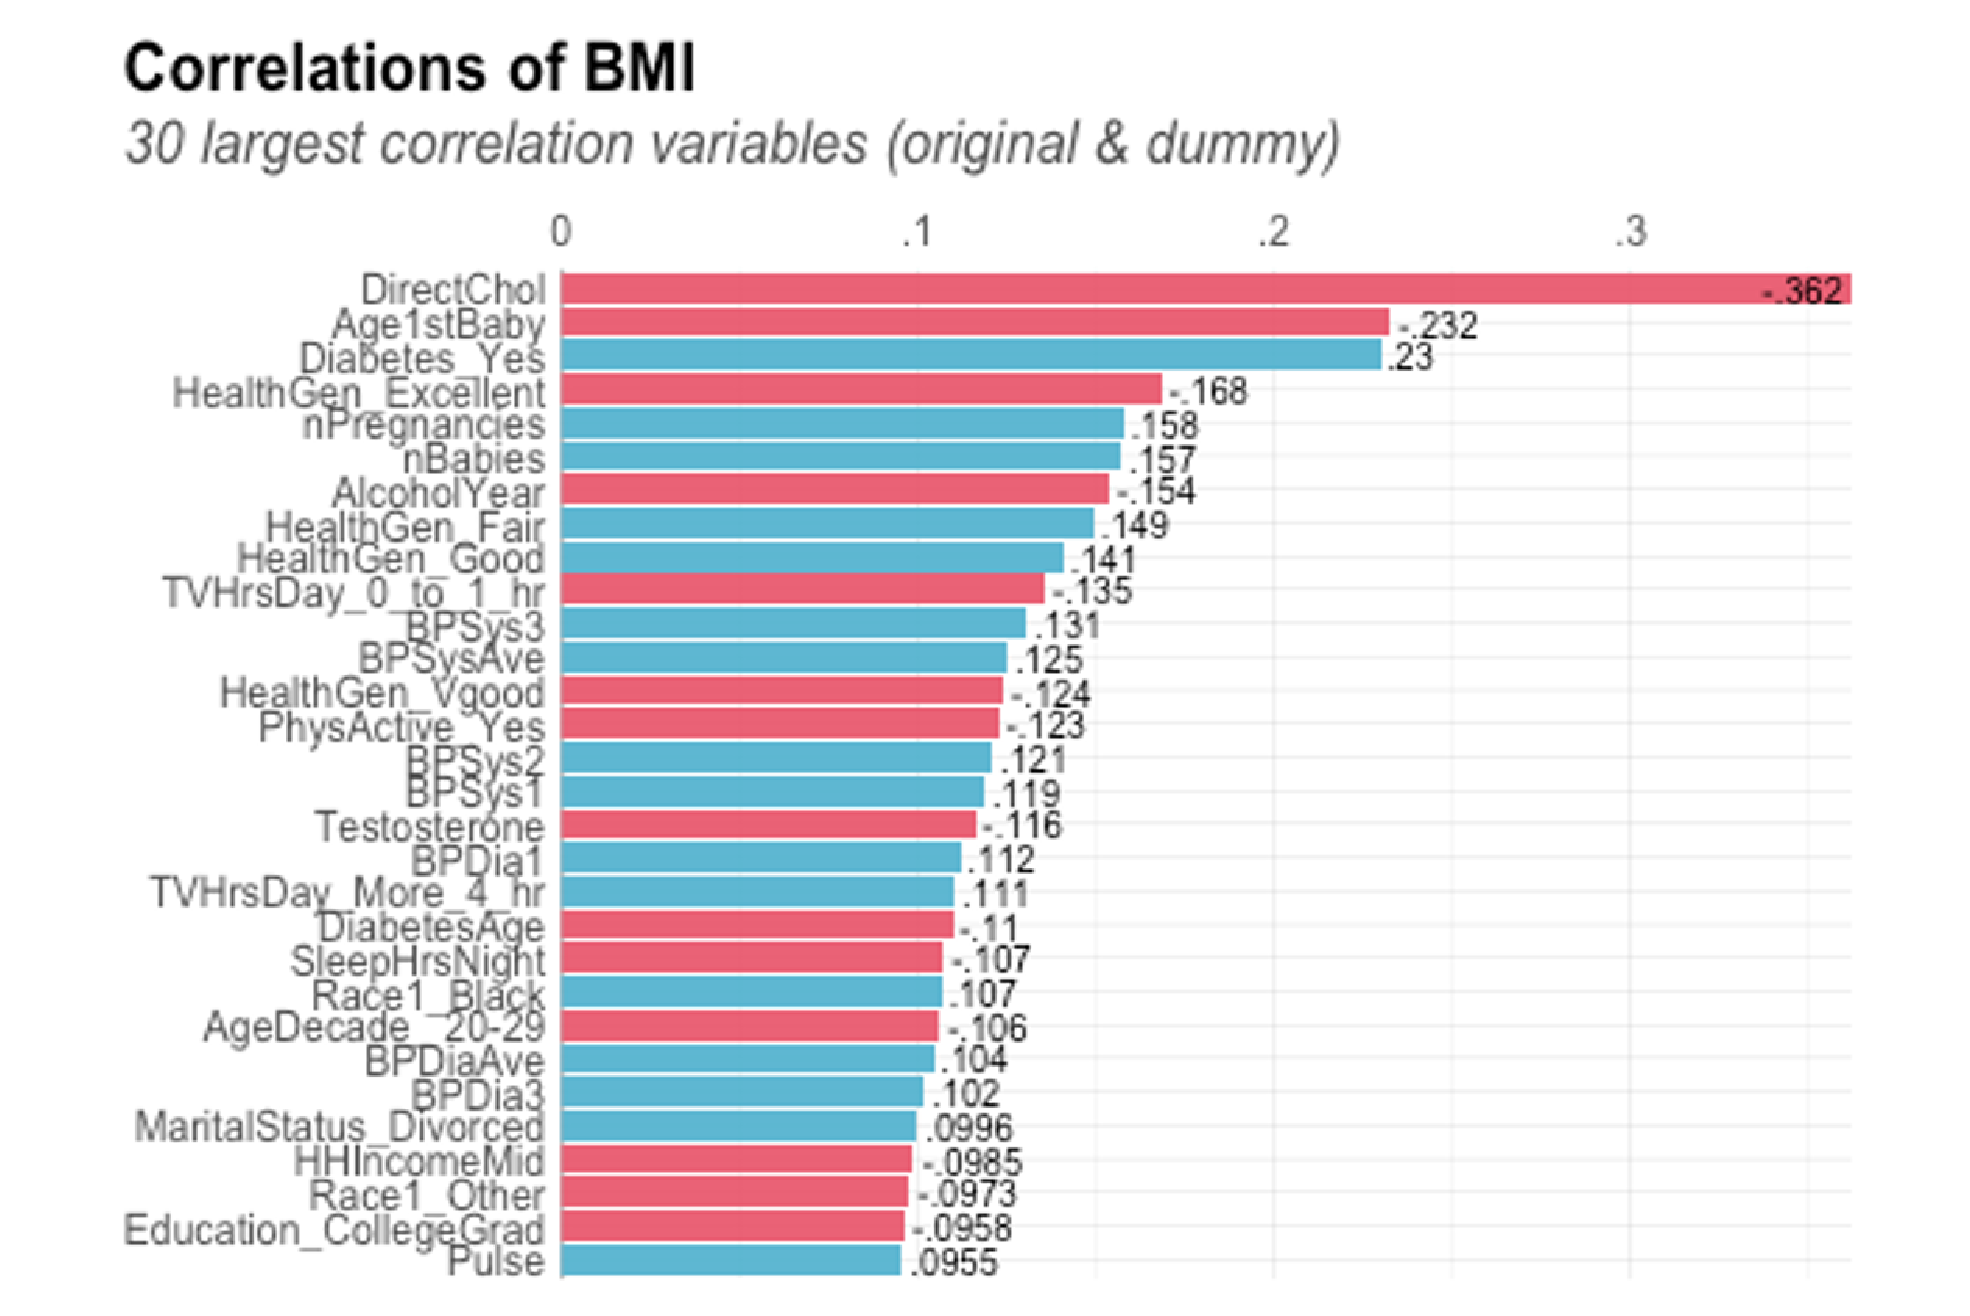 Correlations of BMI
30 largest correlation variables (original & dummy)
0 .1 .2 .3
DirectChol -.362
Age1stBaby -.232
Diabetes_Yes .23
HealthGen_Excellent -.168
nPregnancies .158
nBabies .157
AlcoholYear -.154
HealthGen_Fair .149
HealthGen_Good .141
TVHrsDay_0_to_1_hr -.135
BPSys3 .131
BPSysAve .125
HealthGen_Vgood -.124
PhysActive_Yes -.123
BPSys2 .121
BPSys1 .119
Testosterone -.116
BPDia1 .112
TVHrsDay_More_4_hr .111
DiabetesAge -.11
SleepHrsNight -.107
Race1_Black .107
AgeDecade_ 20-29 -.106
BPDiaAve .104
BPDia3 .102
MaritalStatus_Divorced .0996
HHIncomeMid -.0985
Race1_Other -.0973
Education_CollegeGrad -.0958
Pulse .0955